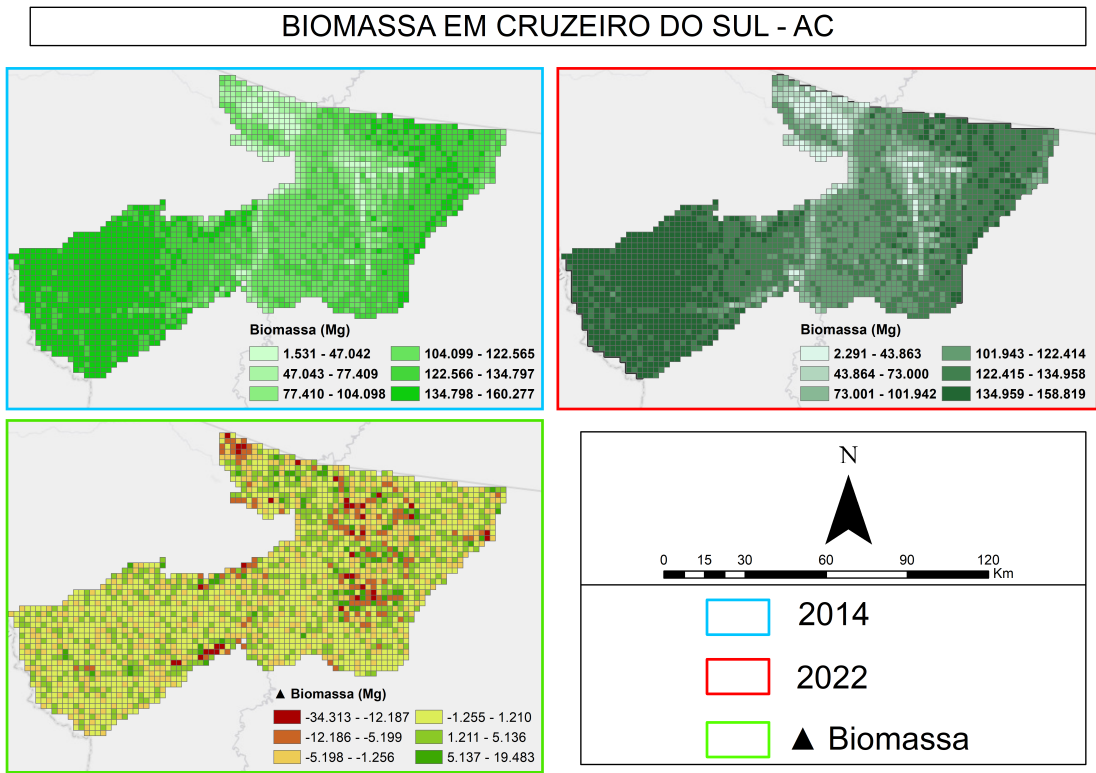 BIOMASSA EM CRUZEIRO DO SUL - AC
Biomassa (Mg)
1.531 - 47.042
104.099 - 122.565
47.043 - 77.409
122.566 - 134.797
77.410 - 104.098
134.798 - 160.277
Biomassa (Mg)
2.291 - 43.863
101.943 - 122.414
43.864 - 73.000
122.415 - 134.958
73.001 - 101.942
134.959 - 158.819
▲ Biomassa (Mg)
-34.313 - -12.187
-1.255 - 1.210
-12.186 - -5.199
1.211 - 5.136
-5.198 - -1.256
5.137 - 19.483
N
0 15 30 60 90 120
Km
2014
2022
▲ Biomassa